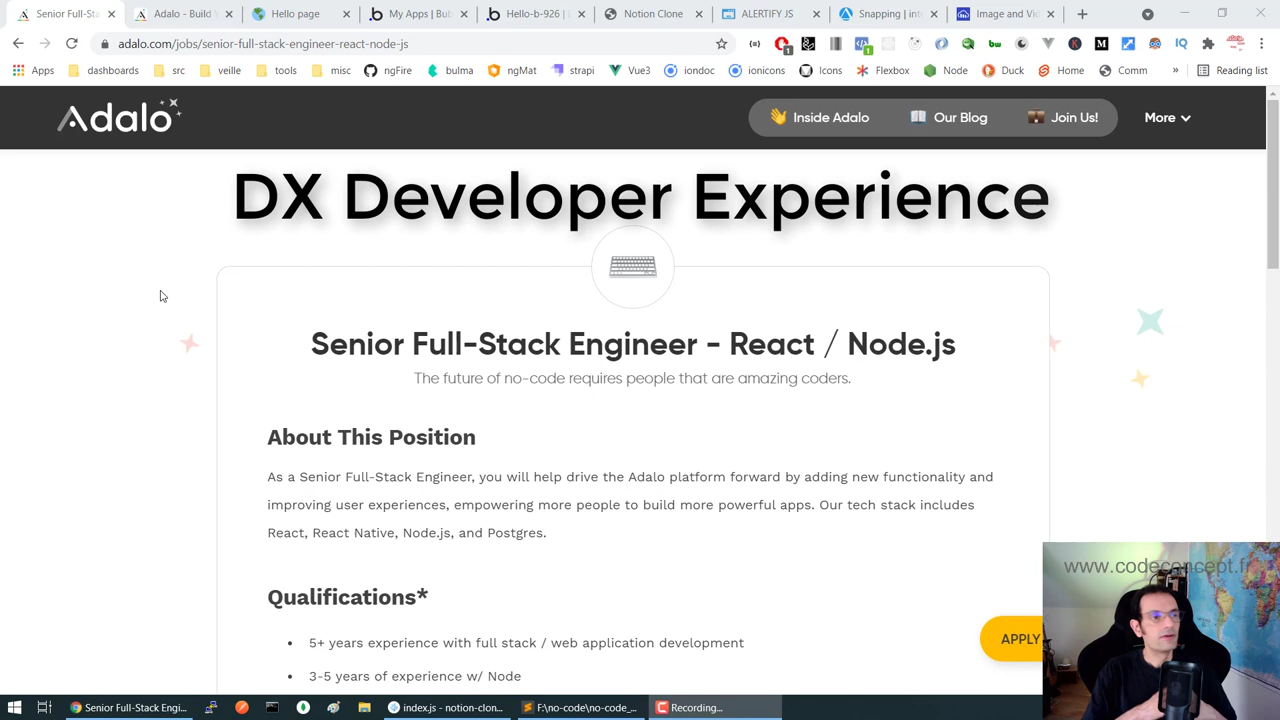 Senior Full-St
Adalo - Build Y
Hello page
My Apps | Bub
Hello-b-926 | D
Notion Clone
ALERTIFY JS
Snapping | int
Image and Vid
adalo.com/jobs/senior-full-stack-engineer-react-node-js
Apps
dashboards
src
veille
tools
misc
ngFire
bulma
ngMat
strapi
Vue3
iondoc
ionicons
Icons
Flexbox
Node
Duck
Home
Comm
»
Reading list
Adalo
Inside Adalo
Our Blog
Join Us!
More
DX Developer Experience
Senior Full-Stack Engineer - React / Node.js
The future of no-code requires people that are amazing coders.
About This Position
As a Senior Full-Stack Engineer, you will help drive the Adalo platform forward by adding new functionality and
improving user experiences, empowering more people to build more powerful apps. Our tech stack includes
React, React Native, Node.js, and Postgres.
www.codeconcept.fr
Qualifications*
• 5+ years experience with full stack / web application development
APPLY
• 3-5 years of experience w/ Node
Senior Full-Stack Engi...
index.js - notion-clon...
F:\no-code\no-code_...
Recording...